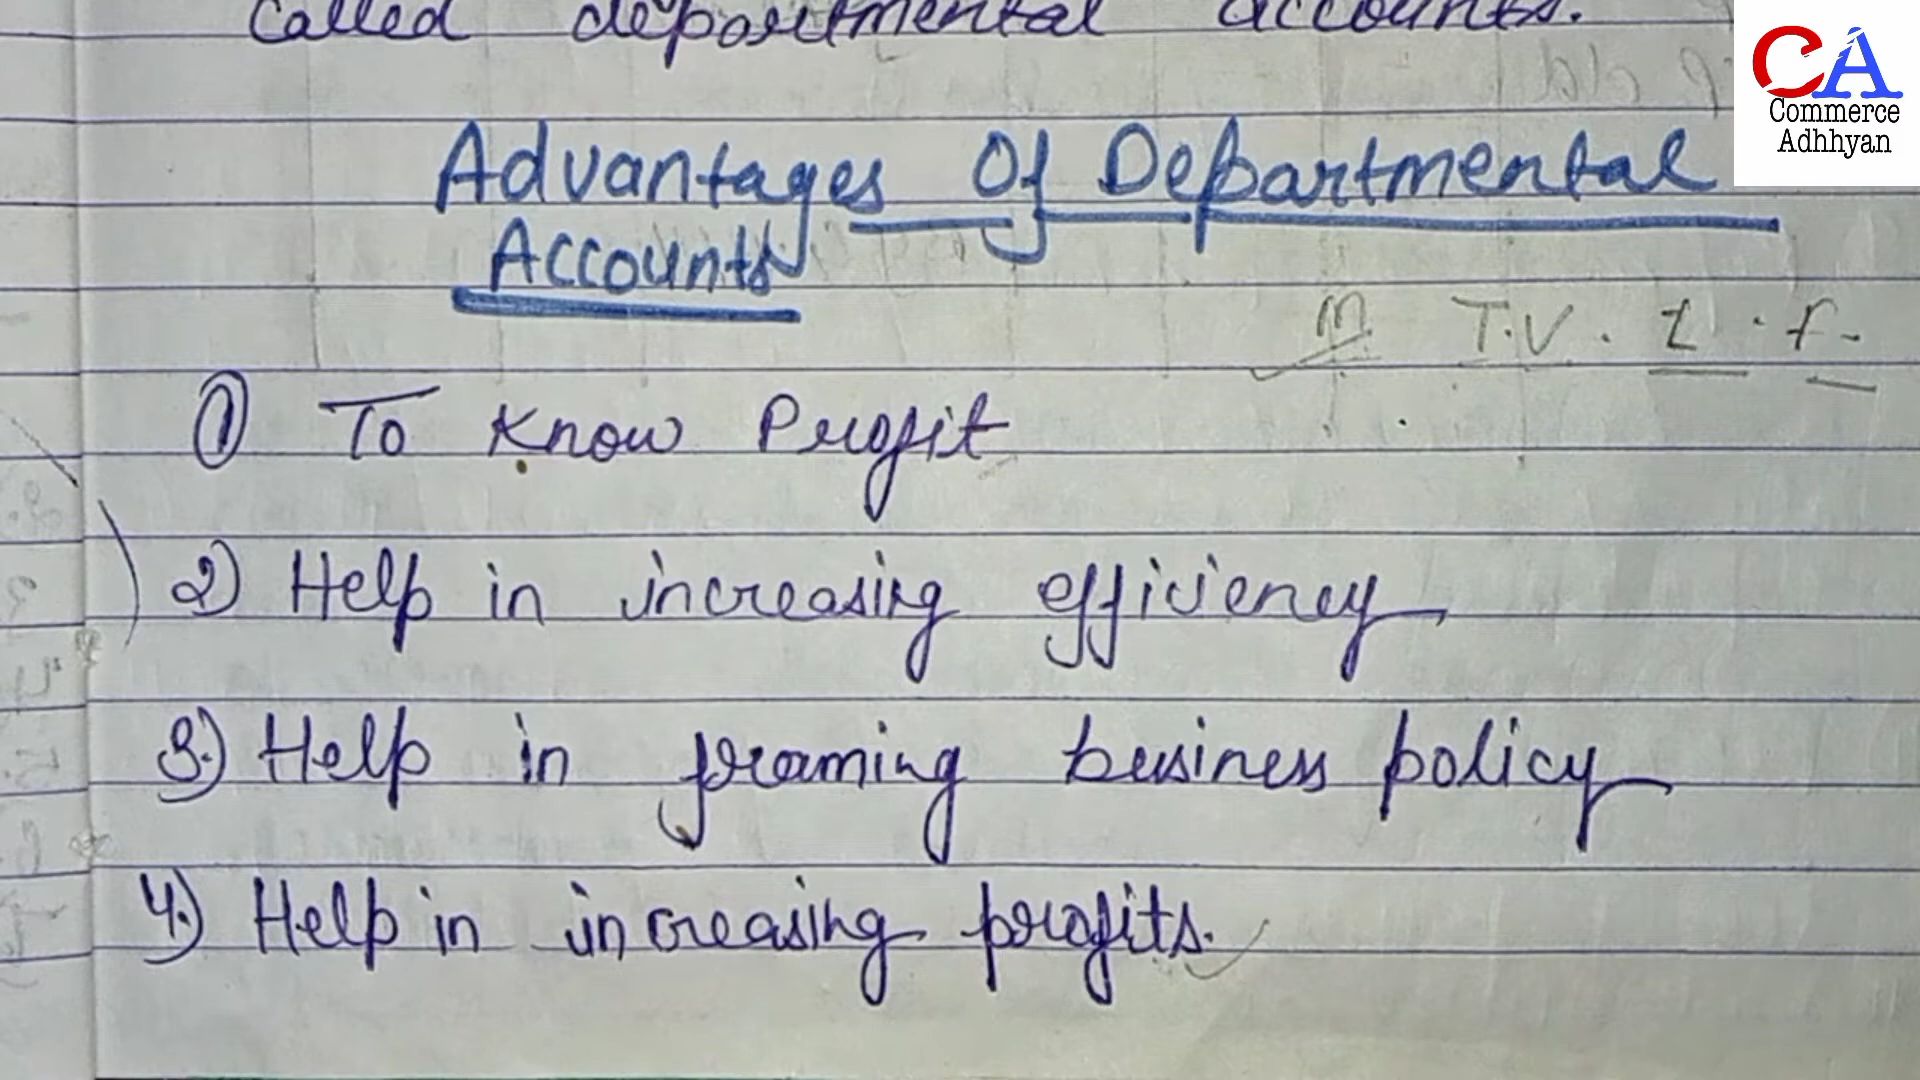 called departmental accounts.
CA
Commerce
Adhhyan
Advantages Of Departmental
Accounts
m T.V. t. f.
① To Know Profit
2) Help in increasing efficiency
3.) Help in framing business policy
4.) Help in increasing profits.